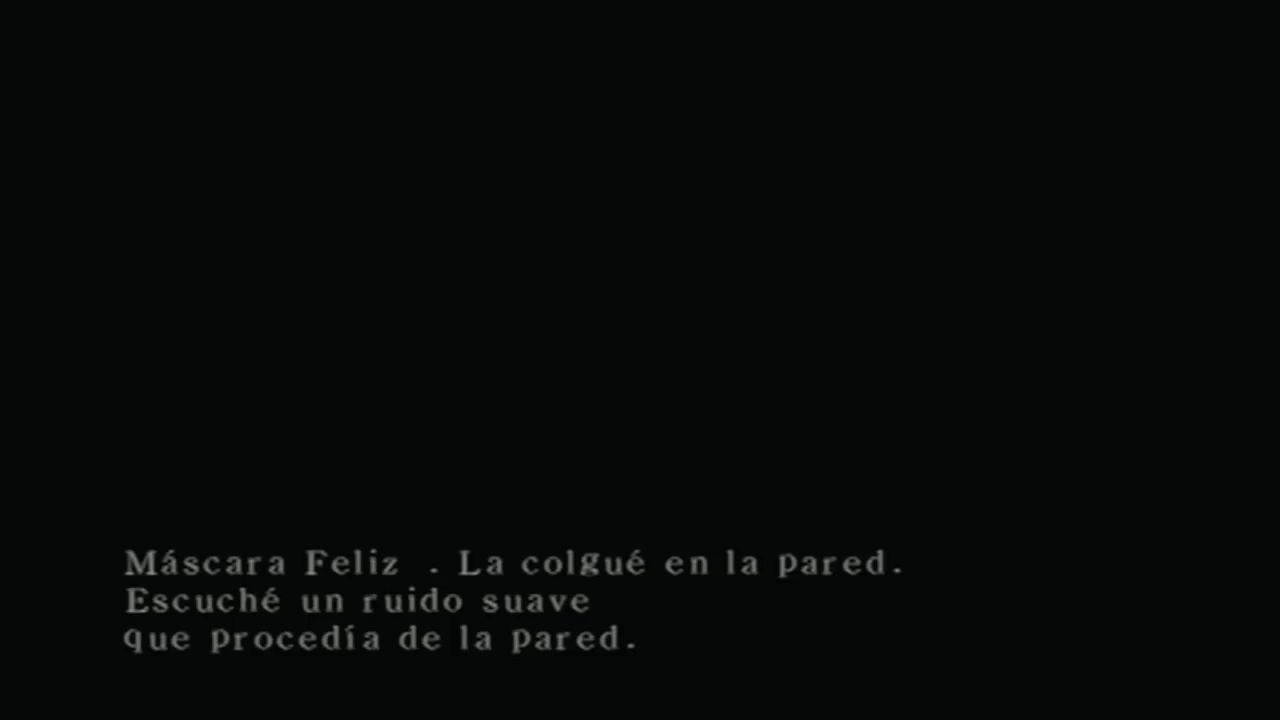 Máscara Feliz . La colgué en la pared.
Escuché un ruido suave
que procedía de la pared.